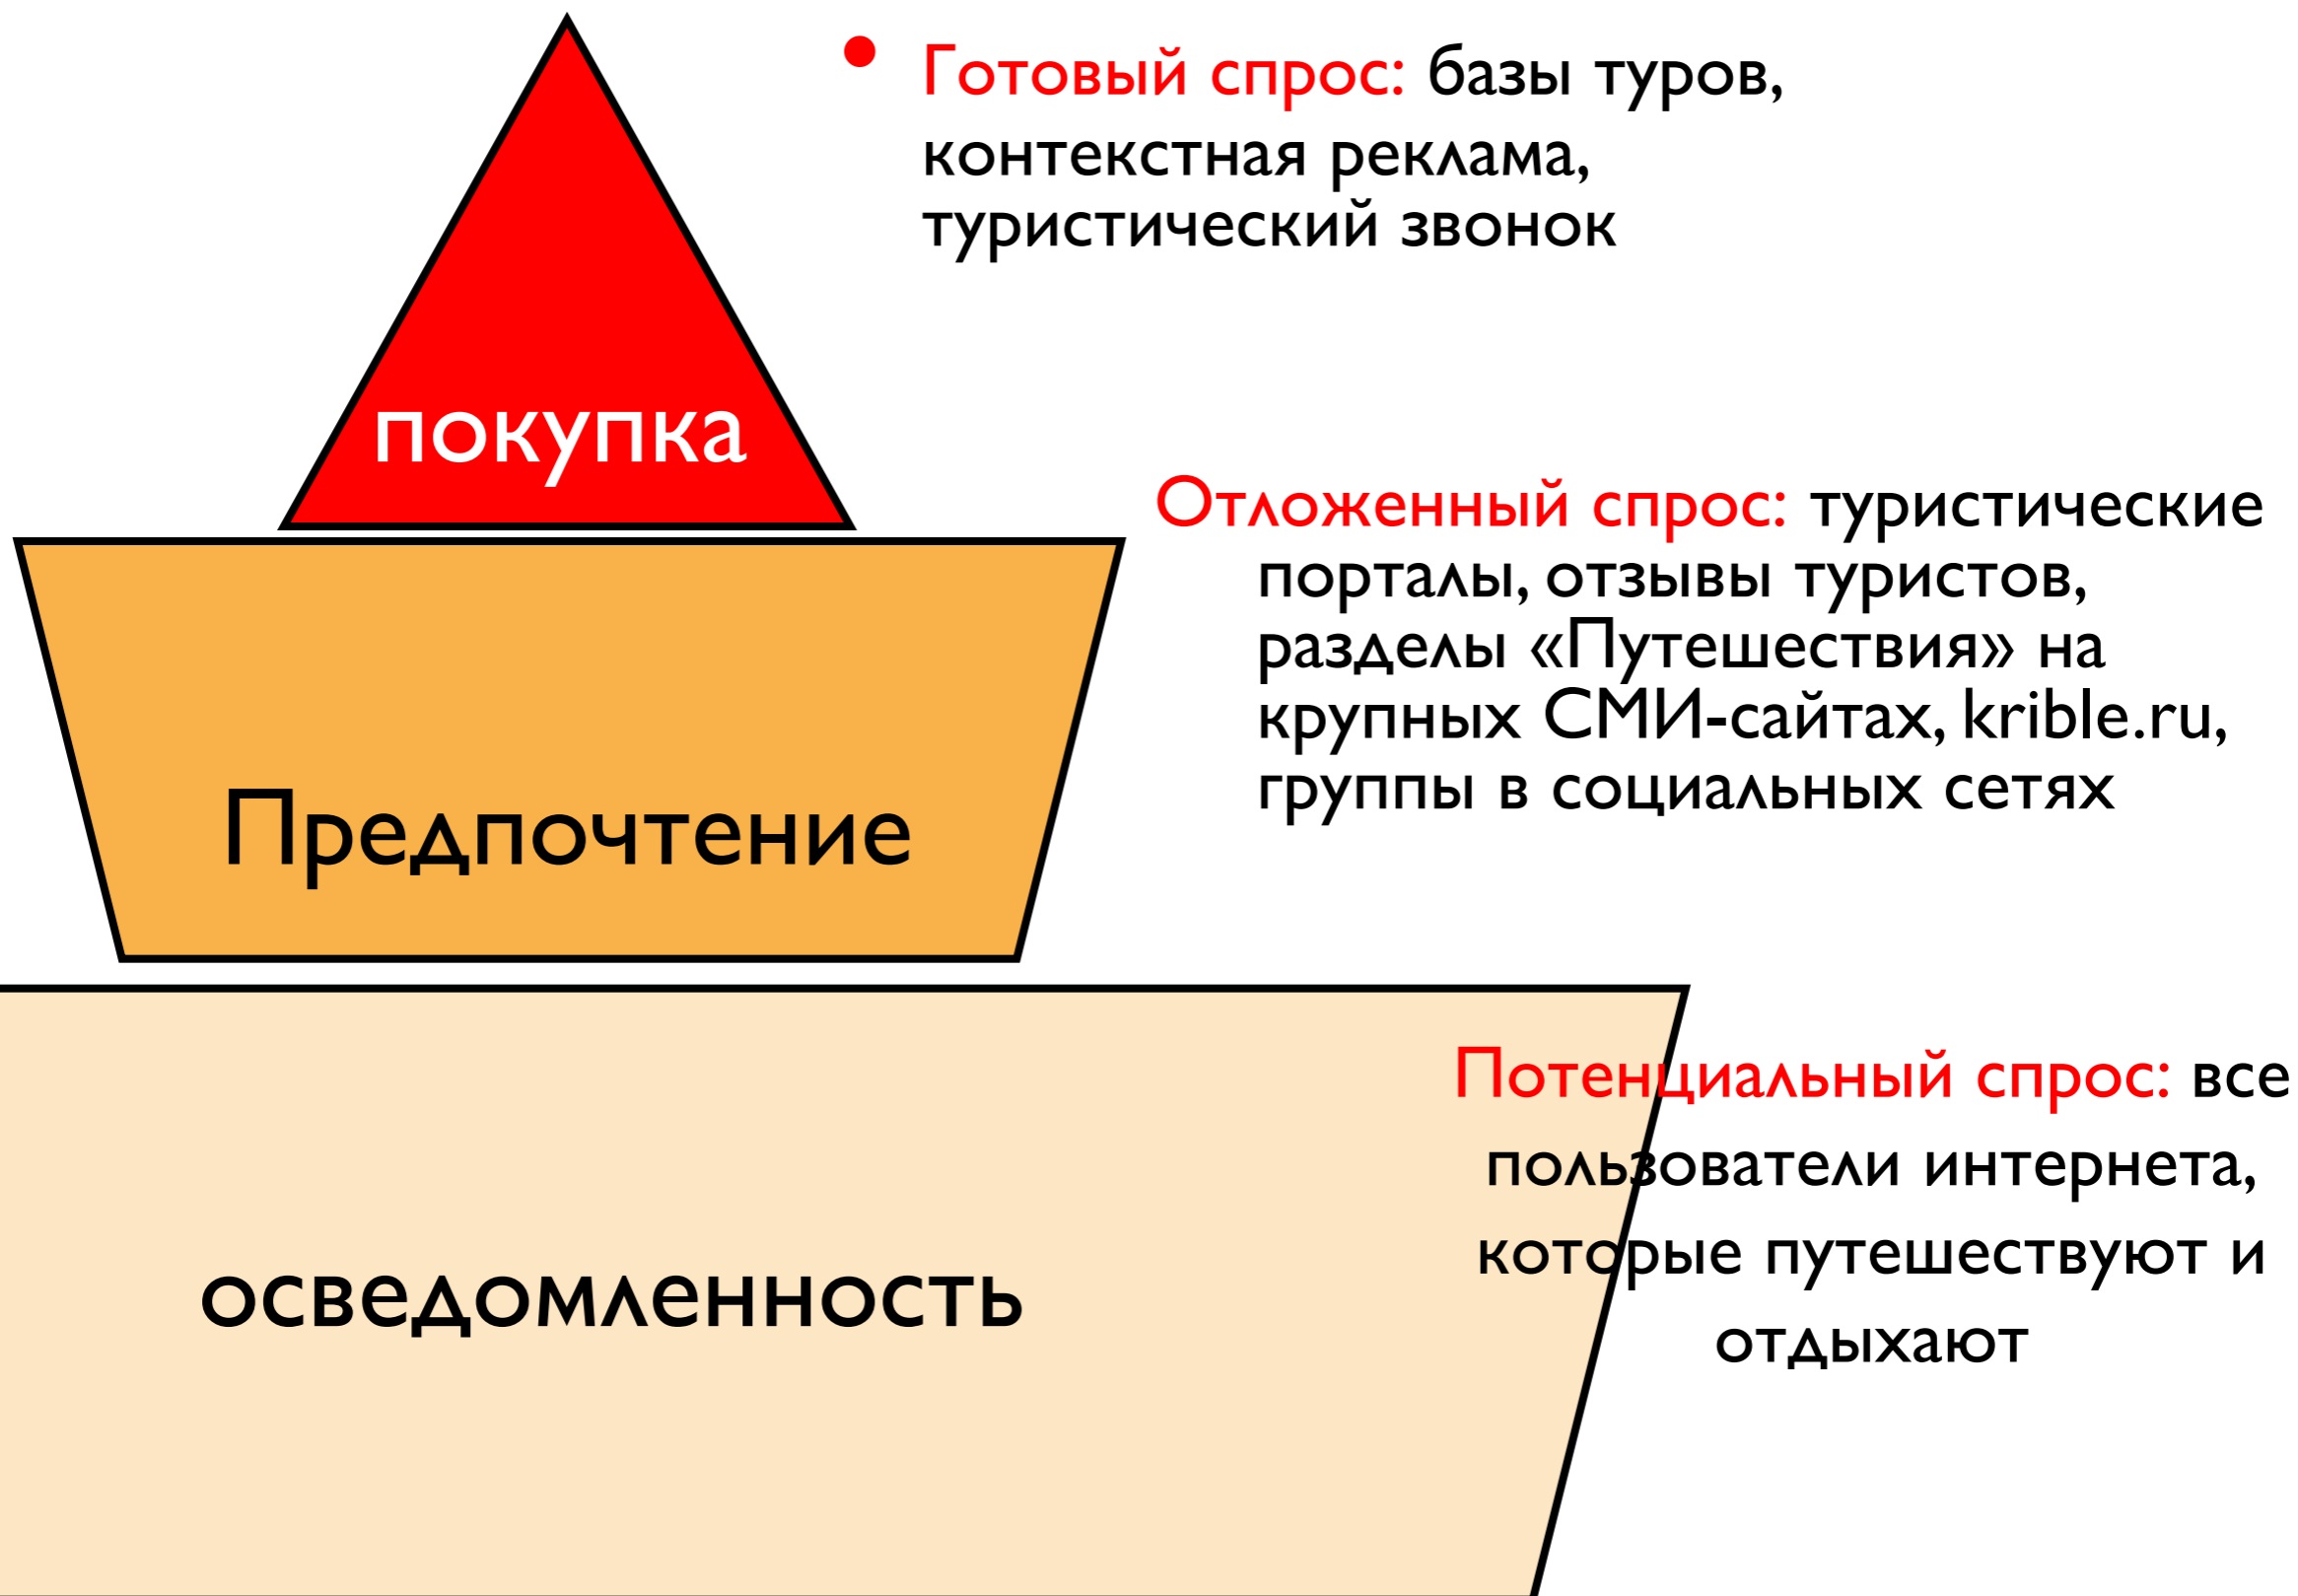 • Готовый спрос: базы туров,
контекстная реклама,
туристический звонок
покупка
Отложенный спрос: туристические
порталы, отзывы туристов,
разделы «Путешествия» на
крупных СМИ-сайтах, krible.ru,
группы в социальных сетях
Предпочтение
Потенциальный спрос: все
пользователи интернета,
которые путешествуют и
отдыхают
осведомленность